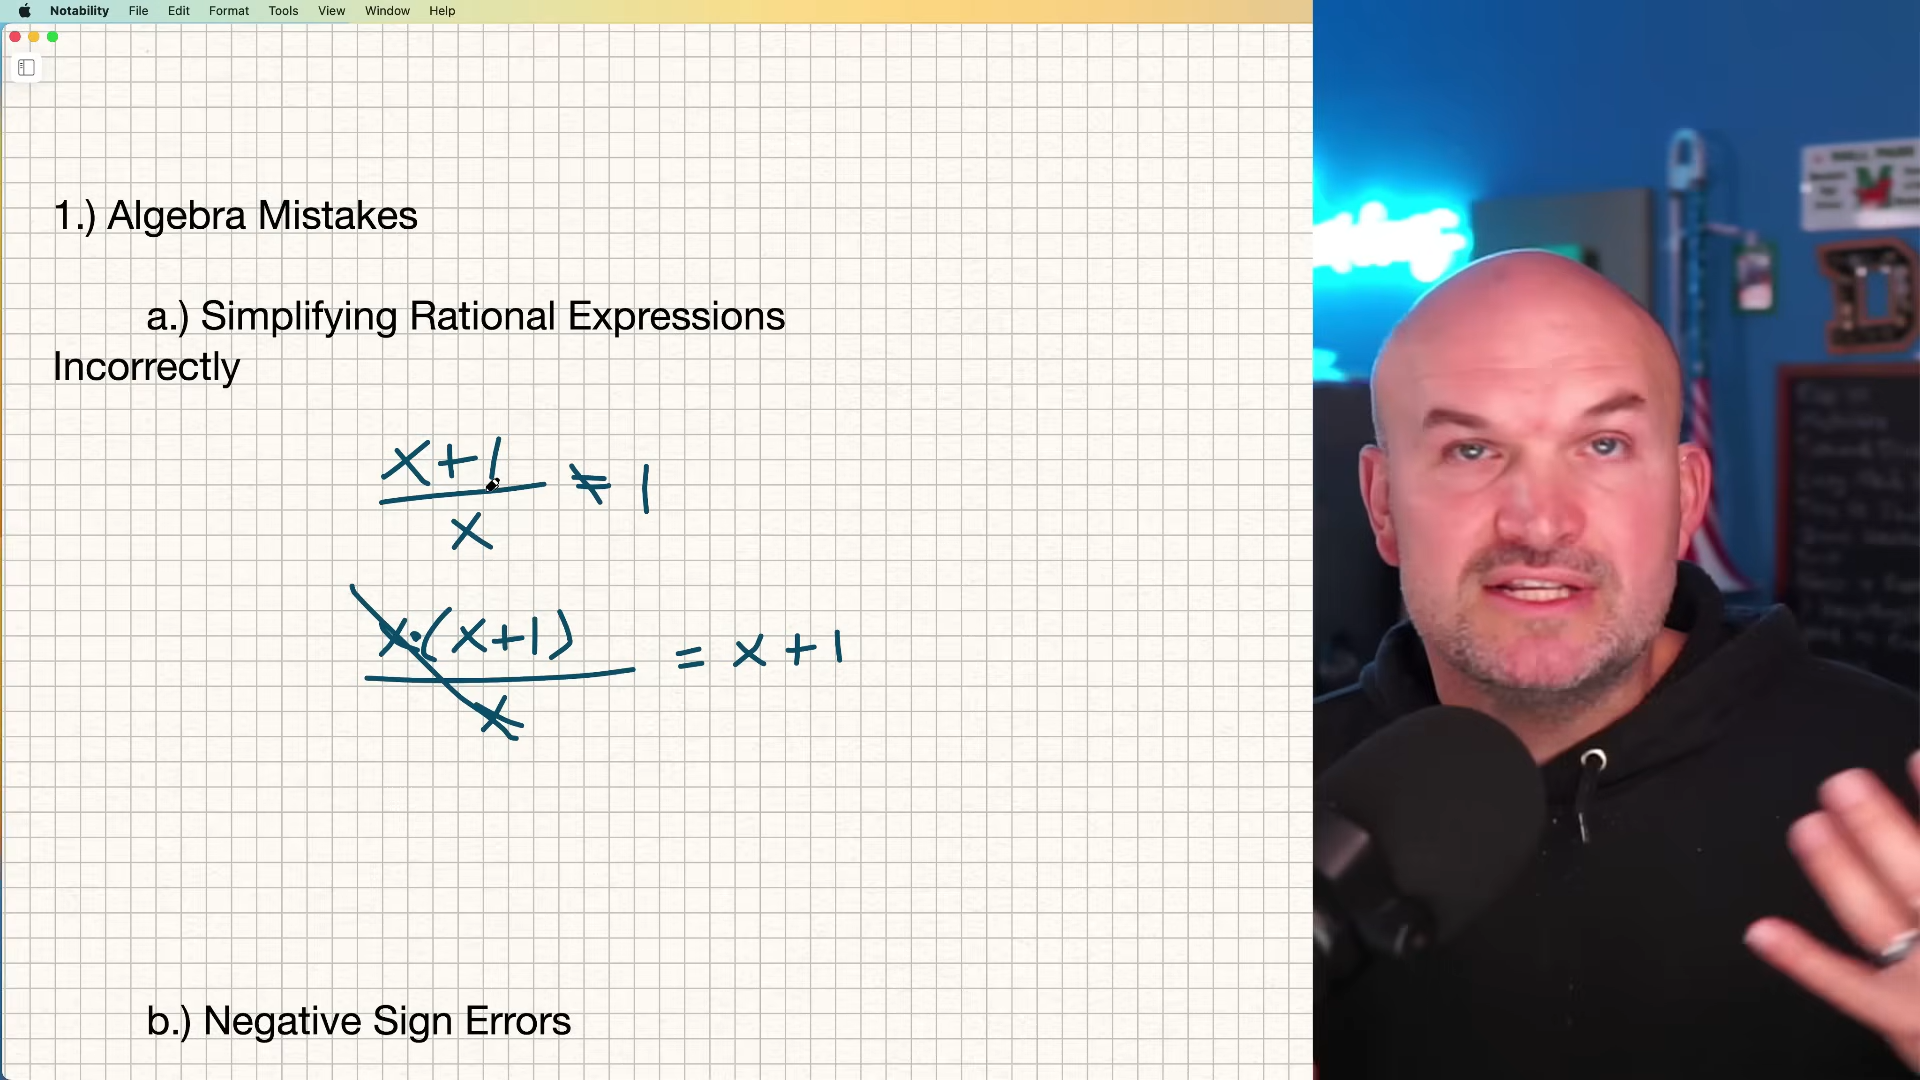 Notability File Edit Format Tools View Window Help
1.) Algebra Mistakes
a.) Simplifying Rational Expressions
Incorrectly
x+1
≠ 1
x
x·(x+1)
= x+1
x
b.) Negative Sign Errors
D